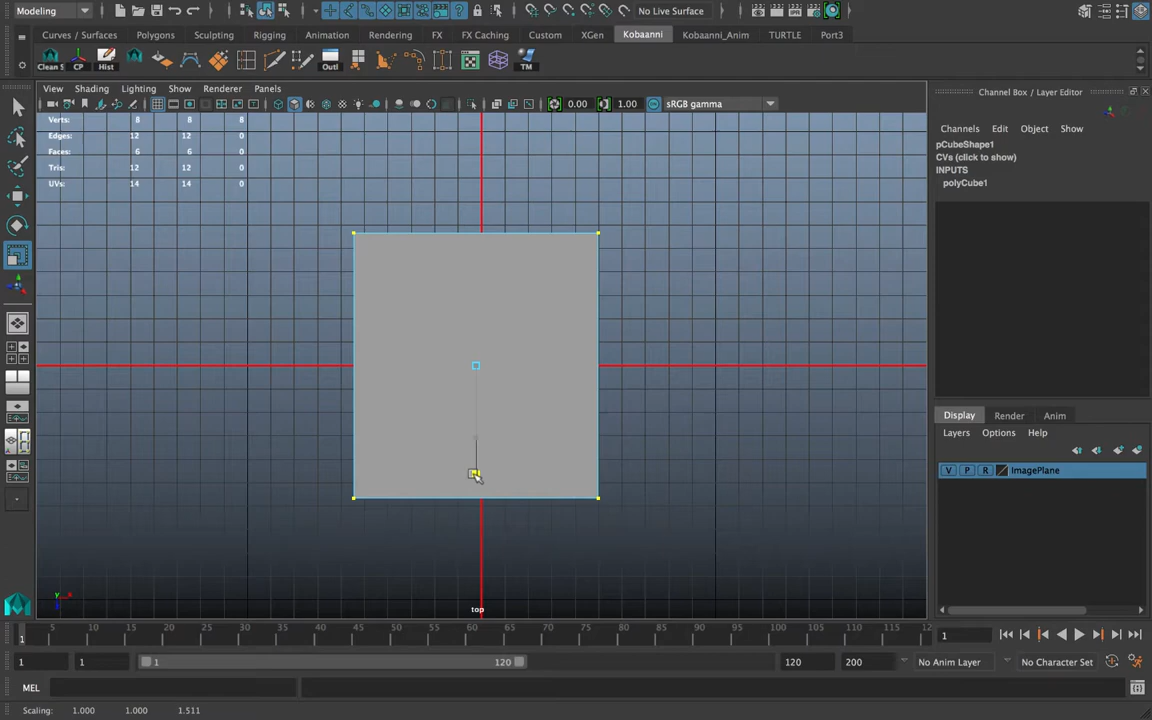 Modeling
No Live Surface
Curves / Surfaces Polygons Sculpting Rigging Animation Rendering FX FX Caching Custom XGen Kobaanni Kobaanni_Anim TURTLE Port3
Clean S CP Hist Outl TM
View Shading Lighting Show Renderer Panels
0.00 1.00 sRGB gamma
Verts: 8 8 8
Edges: 12 12 0
Faces: 6 6 0
Tris: 12 12 0
UVs: 14 14 0
top
y x
Channel Box / Layer Editor
Channels Edit Object Show
pCubeShape1
CVs (click to show)
INPUTS
polyCube1
Display Render Anim
Layers Options Help
V P R ImagePlane
1 5 10 15 20 25 30 35 40 45 50 55 60 65 70 75 80 85 90 95 100 105 110 115 12
1
1 1 1 120 120 200 No Anim Layer No Character Set
MEL
Scaling: 1.000 1.000 1.511